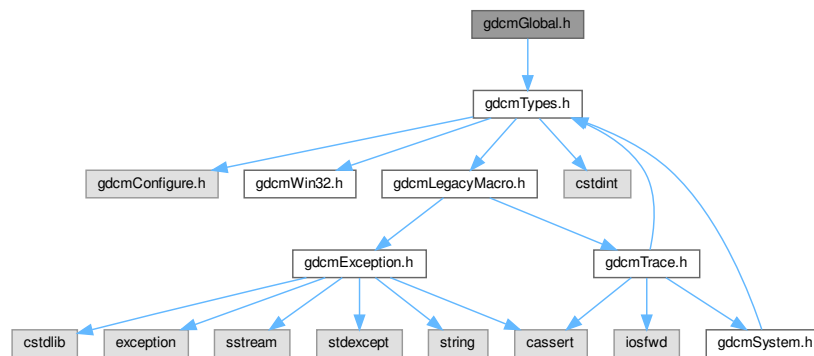 gdcmGlobal.h
gdcmTypes.h
gdcmConfigure.h
gdcmWin32.h
gdcmLegacyMacro.h
cstdint
gdcmException.h
gdcmTrace.h
cstdlib
exception
sstream
stdexcept
string
cassert
iosfwd
gdcmSystem.h